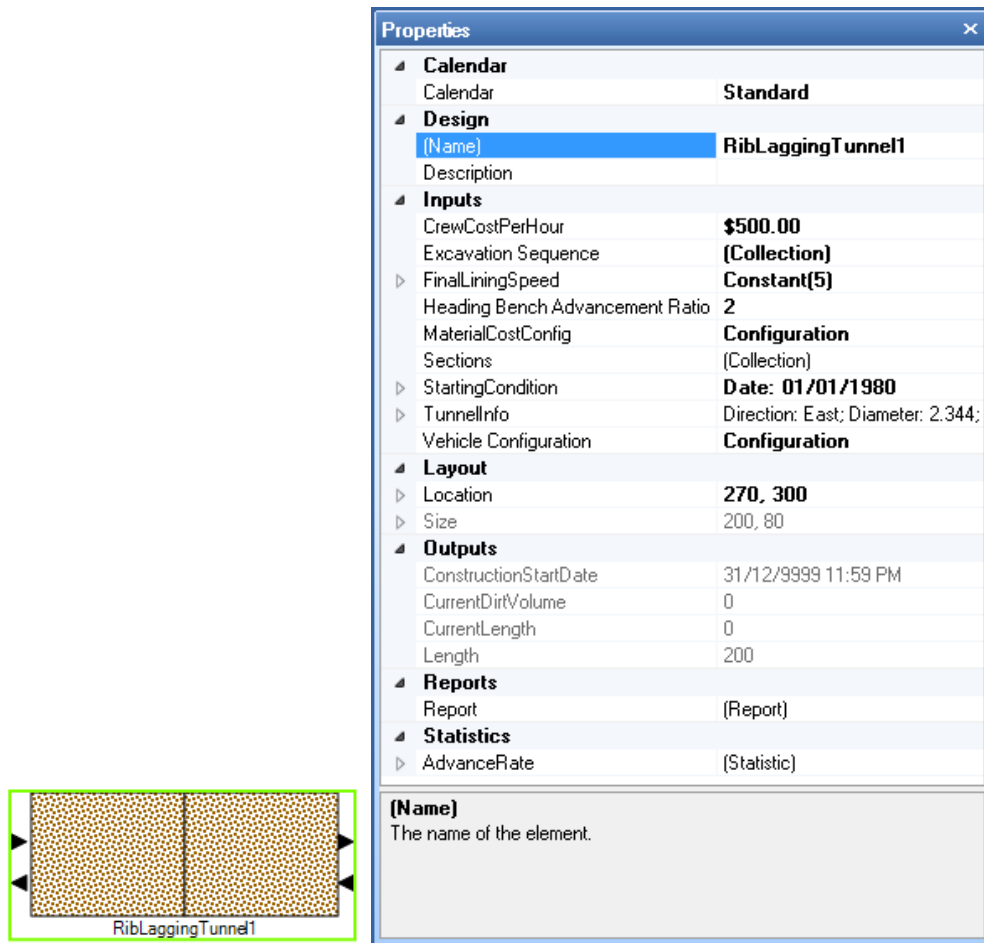 Properties
Calendar
Calendar Standard
Design
(Name) RibLaggingTunnel1
Description
Inputs
CrewCostPerHour $500.00
Excavation Sequence (Collection)
FinalLiningSpeed Constant(5)
Heading Bench Advancement Ratio 2
MaterialCostConfig Configuration
Sections (Collection)
StartingCondition Date: 01/01/1980
TunnelInfo Direction: East; Diameter: 2.344;
Vehicle Configuration Configuration
Layout
Location 270, 300
Size 200, 80
Outputs
ConstructionStartDate 31/12/9999 11:59 PM
CurrentDirtVolume 0
CurrentLength 0
Length 200
Reports
Report (Report)
Statistics
AdvanceRate (Statistic)
(Name)
The name of the element.
RibLaggingTunnel1